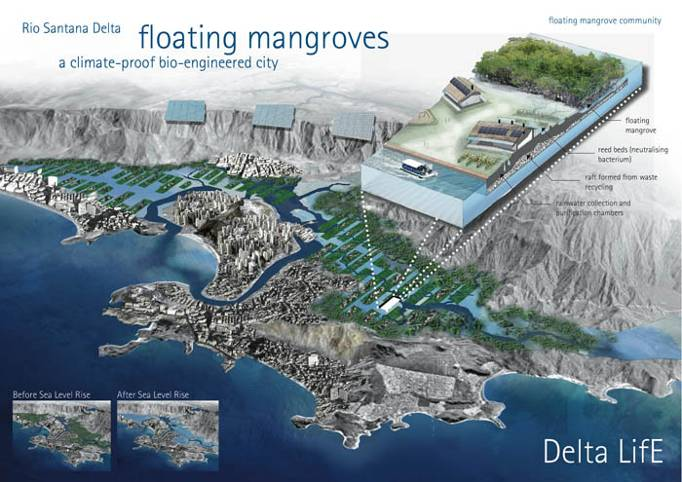 Rio Santana Delta
floating mangroves
a climate-proof bio-engineered city
floating mangrove community
floating
mangrove
reed beds (neutralising
bacterium)
raft formed from waste
recycling
rainwater collection and
purification chambers
Before Sea Level Rise
After Sea Level Rise
Delta LifE